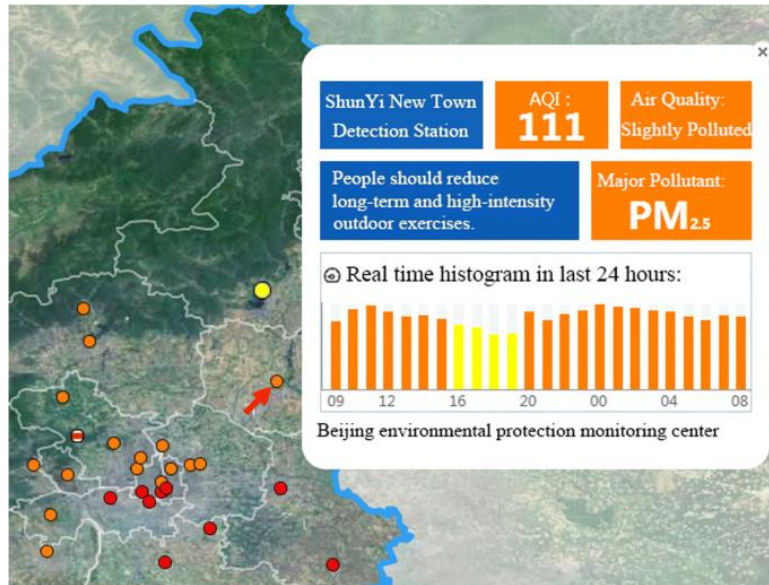 ShunYi New Town
Detection Station
AQI :
111
Air Quality:
Slightly Polluted
People should reduce
long-term and high-intensity
outdoor exercises.
Major Pollutant:
PM2.5
Real time histogram in last 24 hours:
09 12 16 20 00 04 08
Beijing environmental protection monitoring center